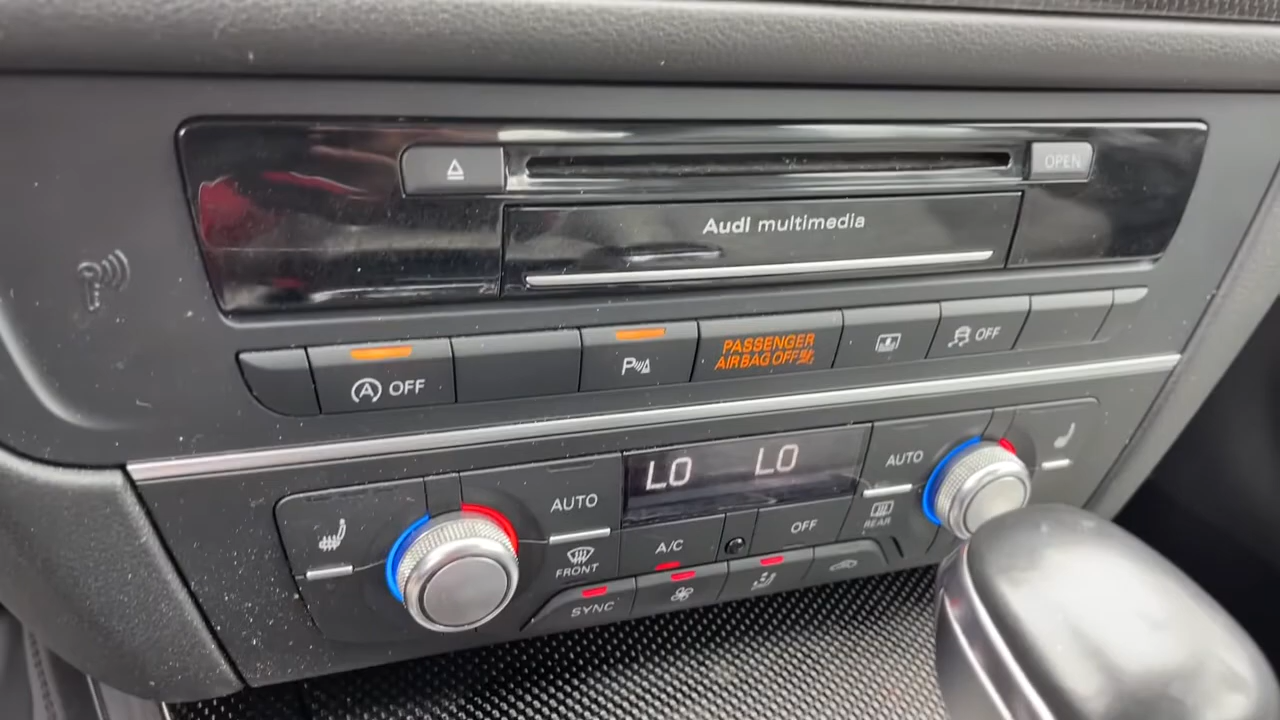 OPEN
Audi multimedia
A OFF
P
PASSENGER
AIRBAG OFF
OFF
LO LO
AUTO
AUTO
OFF
REAR
A/C
FRONT
SYNC